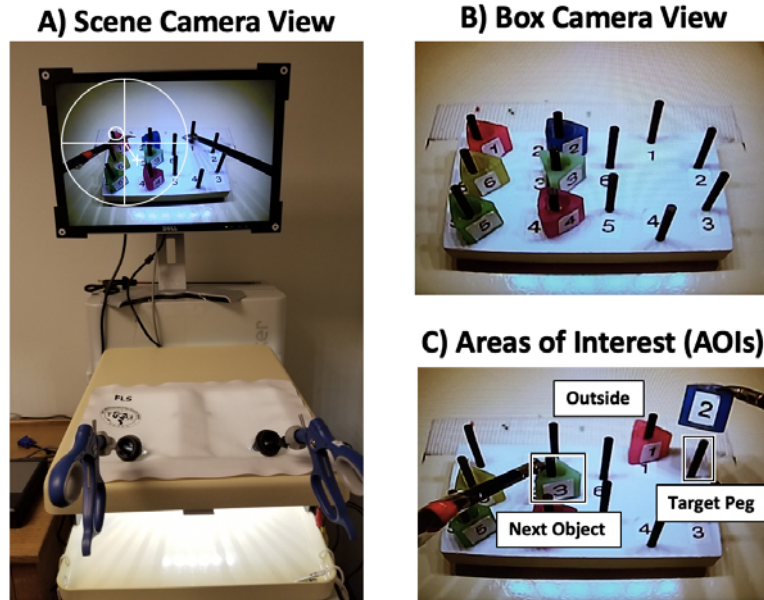 A) Scene Camera View
DELL
FLS
B) Box Camera View
1
2
6
3
5
4
1
2
6
5
4
3
C) Areas of Interest (AOIs)
Outside
2
1
3
Target Peg
Next Object
5
4
3